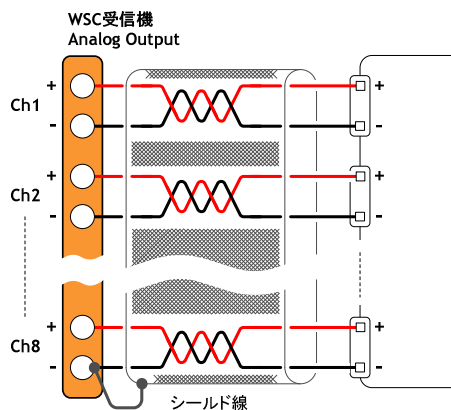 WSC受信機
Analog Output
+ +
Ch1
- -
+ +
Ch2
- -
+ +
Ch8
- -
シールド線